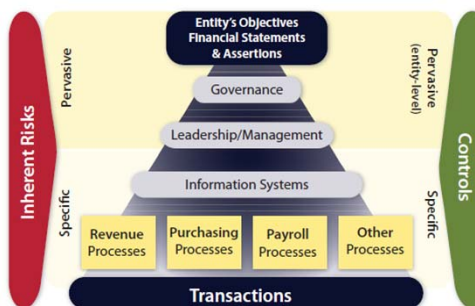 Entity's Objectives
Financial Statements
& Assertions
Governance
Leadership/Management
Information Systems
Revenue
Processes
Purchasing
Processes
Payroll
Processes
Other
Processes
Transactions
Inherent Risks
Pervasive
Specific
Pervasive
(entity-level)
Specific
Controls